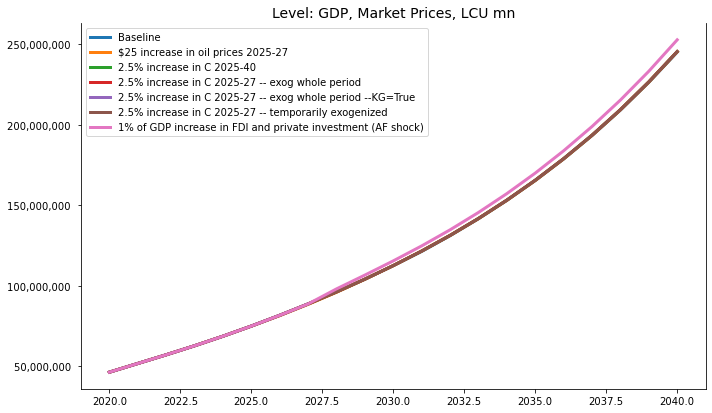 Level: GDP, Market Prices, LCU mn
Baseline
$25 increase in oil prices 2025-27
2.5% increase in C 2025-40
2.5% increase in C 2025-27 -- exog whole period
2.5% increase in C 2025-27 -- exog whole period --KG=True
2.5% increase in C 2025-27 -- temporarily exogenized
1% of GDP increase in FDI and private investment (AF shock)
250,000,000
200,000,000
150,000,000
100,000,000
50,000,000
2020.0 2022.5 2025.0 2027.5 2030.0 2032.5 2035.0 2037.5 2040.0